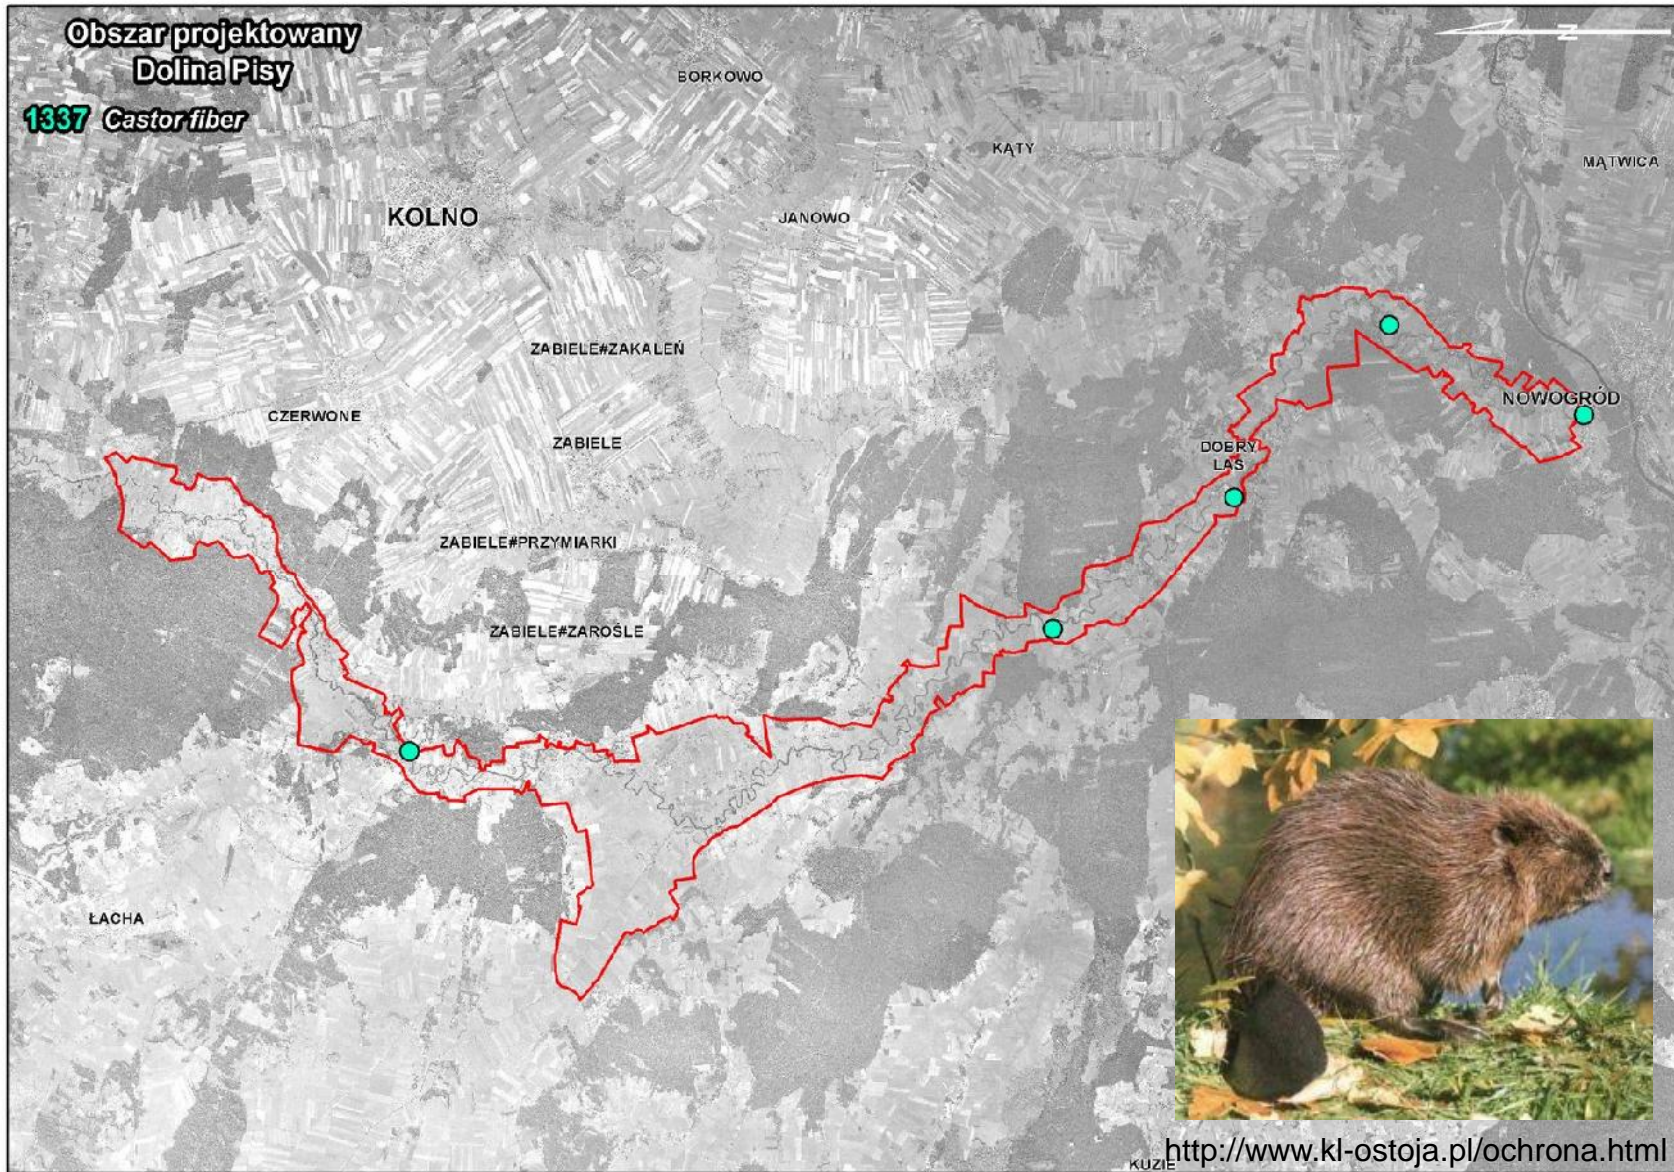 Obszar projektowany
Dolina Pisy
1337 Castor fiber
N
BORKOWO
KĄTY
MĄTWICA
KOLNO
JANOWO
ZABIELE#ZAKALEŃ
CZERWONE
NOWOGRÓD
ZABIELE
DOBRY
LAS
ZABIELE#PRZYMIARKI
ZABIELE#ZAROŚLE
ŁACHA
KUZIE
http://www.kl-ostoja.pl/ochrona.html